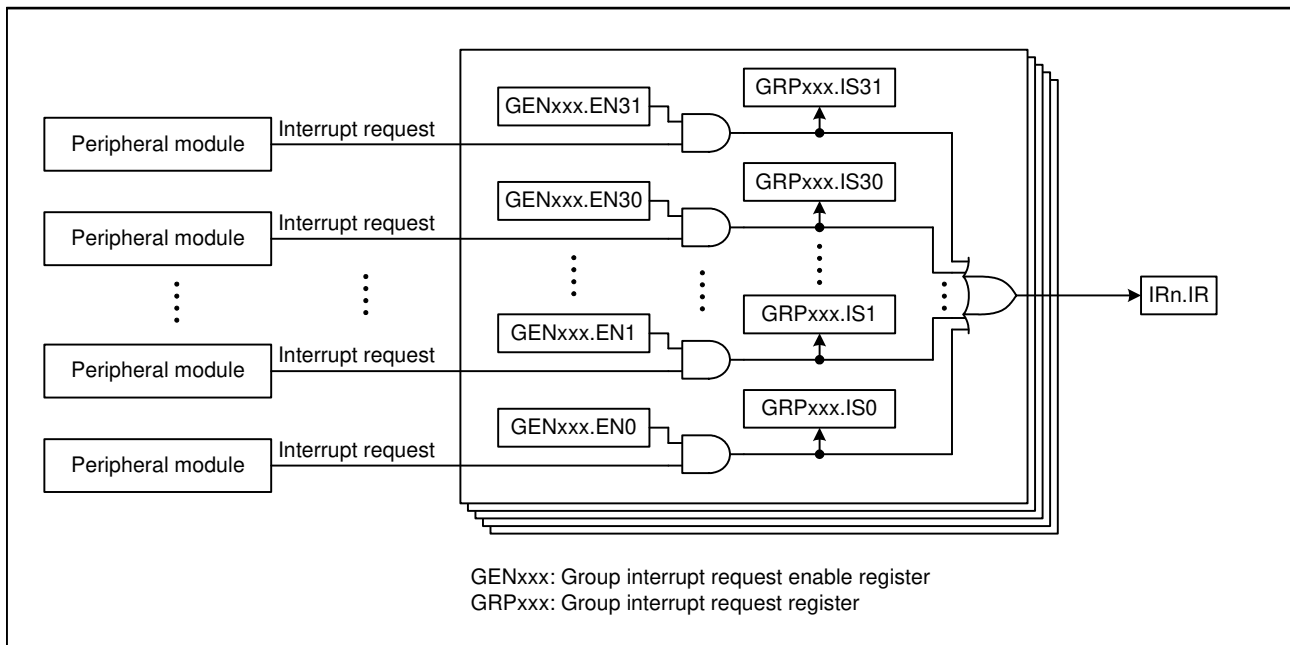 GRPxxx.IS31
GENxxx.EN31
Peripheral module
Interrupt request
GRPxxx.IS30
GENxxx.EN30
Peripheral module
Interrupt request
IRn.IR
GRPxxx.IS1
GENxxx.EN1
Peripheral module
Interrupt request
GRPxxx.IS0
GENxxx.EN0
Peripheral module
Interrupt request
GENxxx: Group interrupt request enable register
GRPxxx: Group interrupt request register